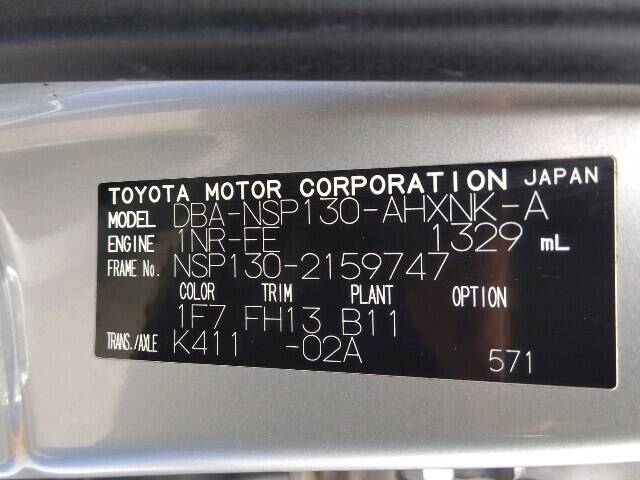 TOYOTA MOTOR CORPORATION JAPAN
MODEL DBA-NSP130-AHXNK-A
ENGINE 1NR-FE 1329 mL
FRAME No. NSP130-2159747
COLOR TRIM PLANT OPTION
1F7 FH13 B11
TRANS./AXLE K411 -02A
571